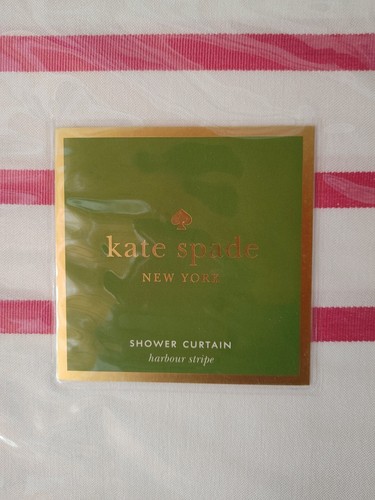 kate spade
NEW YORK
SHOWER CURTAIN
harbour stripe